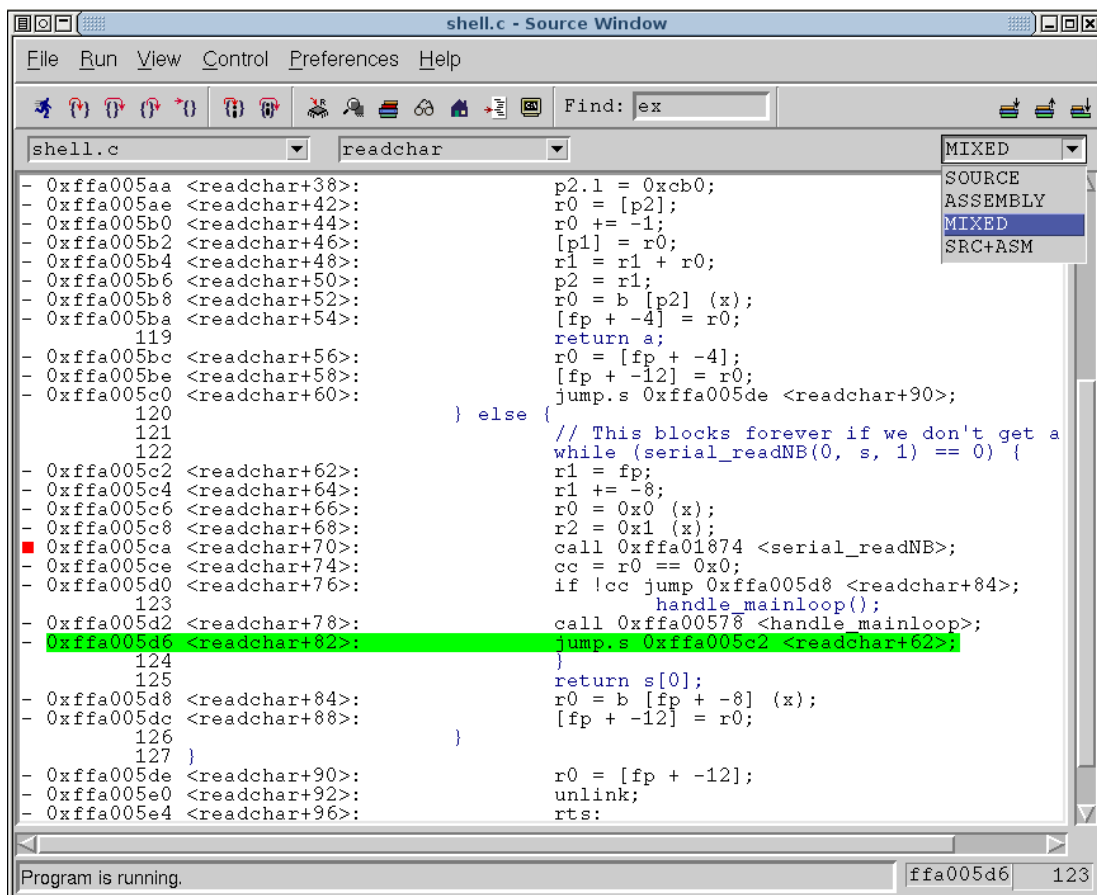 shell.c - Source Window
File Run View Control Preferences Help
Find: ex
shell.c readchar MIXED
SOURCE
ASSEMBLY
MIXED
SRC+ASM
- 0xffa005aa <readchar+38>: p2.l = 0xcb0;
- 0xffa005ae <readchar+42>: r0 = [p2];
- 0xffa005b0 <readchar+44>: r0 += -1;
- 0xffa005b2 <readchar+46>: [p1] = r0;
- 0xffa005b4 <readchar+48>: r1 = r1 + r0;
- 0xffa005b6 <readchar+50>: p2 = r1;
- 0xffa005b8 <readchar+52>: r0 = b [p2] (x);
- 0xffa005ba <readchar+54>: [fp + -4] = r0;
119 return a;
- 0xffa005bc <readchar+56>: r0 = [fp + -4];
- 0xffa005be <readchar+58>: [fp + -12] = r0;
- 0xffa005c0 <readchar+60>: jump.s 0xffa005de <readchar+90>;
120 } else {
121 // This blocks forever if we don't get a
122 while (serial_readNB(0, s, 1) == 0) {
- 0xffa005c2 <readchar+62>: r1 = fp;
- 0xffa005c4 <readchar+64>: r1 += -8;
- 0xffa005c6 <readchar+66>: r0 = 0x0 (x);
- 0xffa005c8 <readchar+68>: r2 = 0x1 (x);
0xffa005ca <readchar+70>: call 0xffa01874 <serial_readNB>;
- 0xffa005ce <readchar+74>: cc = r0 == 0x0;
- 0xffa005d0 <readchar+76>: if !cc jump 0xffa005d8 <readchar+84>;
123 handle_mainloop();
- 0xffa005d2 <readchar+78>: call 0xffa00578 <handle_mainloop>;
- 0xffa005d6 <readchar+82>: jump.s 0xffa005c2 <readchar+62>;
124 }
125 return s[0];
- 0xffa005d8 <readchar+84>: r0 = b [fp + -8] (x);
- 0xffa005dc <readchar+88>: [fp + -12] = r0;
126 }
127 }
- 0xffa005de <readchar+90>: r0 = [fp + -12];
- 0xffa005e0 <readchar+92>: unlink;
- 0xffa005e4 <readchar+96>: rts:
Program is running. ffa005d6 123